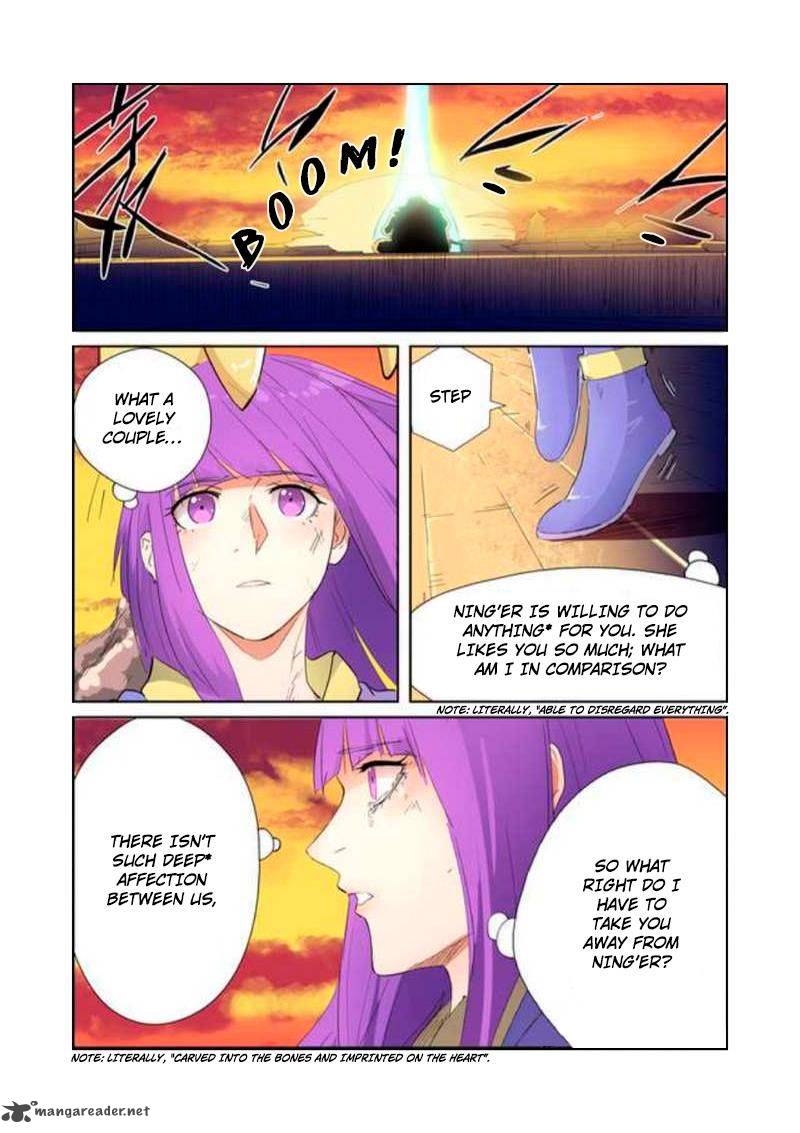 BOOM!
WHAT A
LOVELY
COUPLE...
STEP
NING'ER IS WILLING TO DO
ANYTHING* FOR YOU. SHE
LIKES YOU SO MUCH; WHAT
AM I IN COMPARISON?
NOTE: LITERALLY, "ABLE TO DISREGARD EVERYTHING".
THERE ISN'T
SUCH DEEP*
AFFECTION
BETWEEN US,
SO WHAT
RIGHT DO I
HAVE TO
TAKE YOU
AWAY FROM
NING'ER?
NOTE: LITERALLY, "CARVED INTO THE BONES AND IMPRINTED ON THE HEART".
mangareader.net